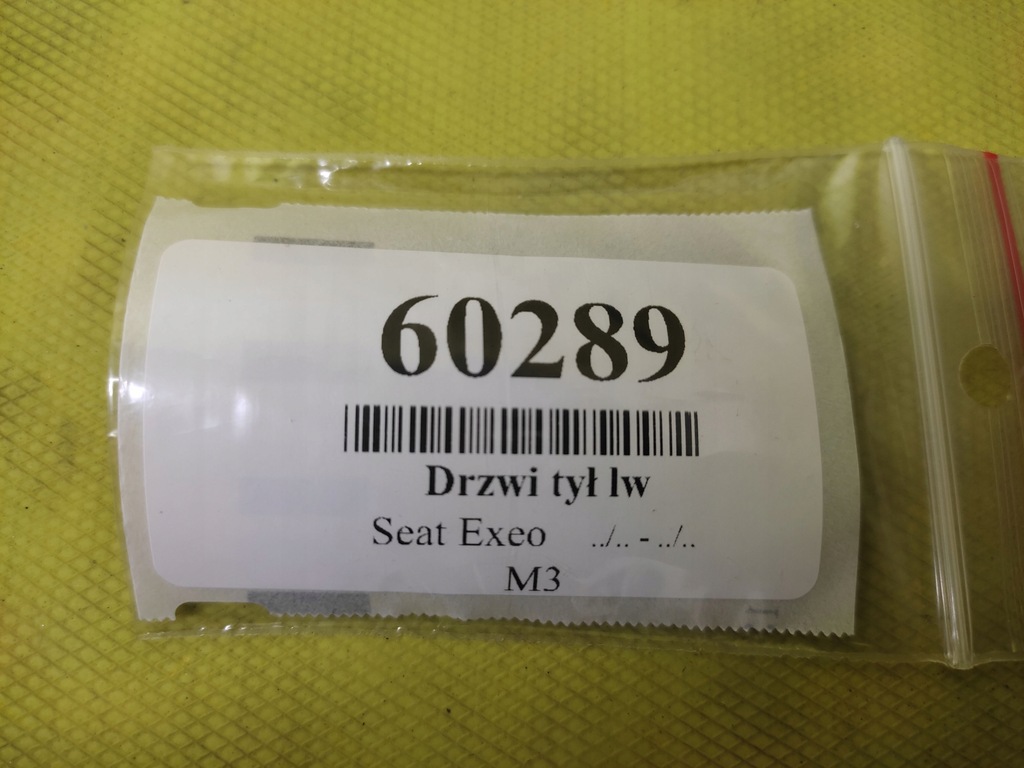 60289
Drzwi tył lw
Seat Exeo ../.. - ../..
M3